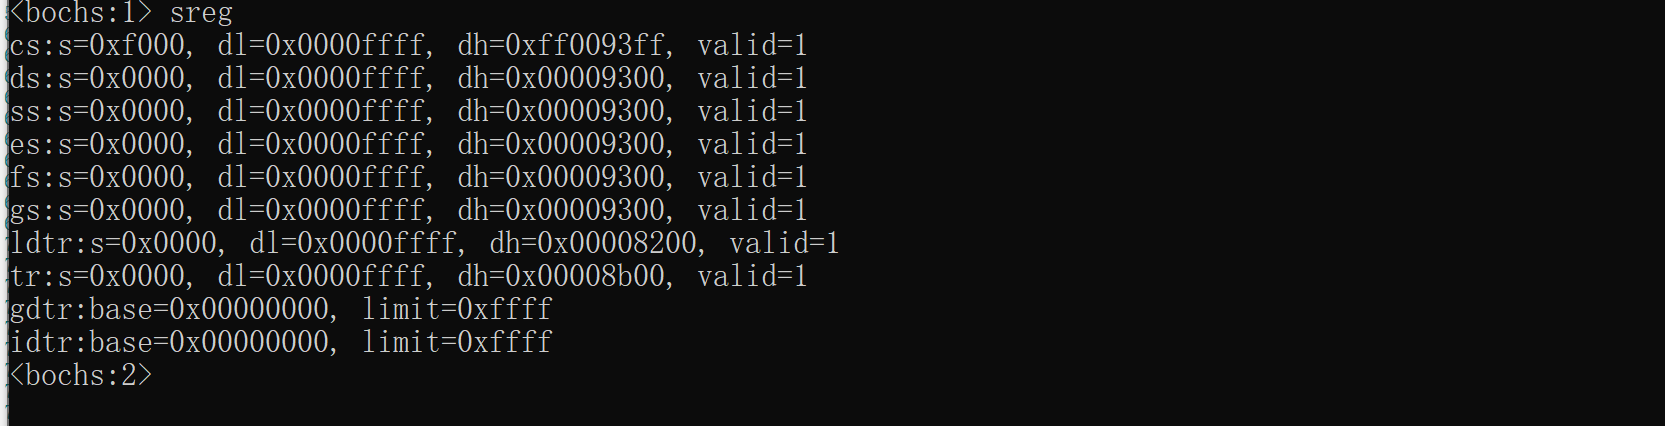 <bochs:1> sreg
cs:s=0xf000, dl=0x0000ffff, dh=0xff0093ff, valid=1
ds:s=0x0000, dl=0x0000ffff, dh=0x00009300, valid=1
ss:s=0x0000, dl=0x0000ffff, dh=0x00009300, valid=1
es:s=0x0000, dl=0x0000ffff, dh=0x00009300, valid=1
fs:s=0x0000, dl=0x0000ffff, dh=0x00009300, valid=1
gs:s=0x0000, dl=0x0000ffff, dh=0x00009300, valid=1
ldtr:s=0x0000, dl=0x0000ffff, dh=0x00008200, valid=1
tr:s=0x0000, dl=0x0000ffff, dh=0x00008b00, valid=1
gdtr:base=0x00000000, limit=0xffff
idtr:base=0x00000000, limit=0xffff
<bochs:2>